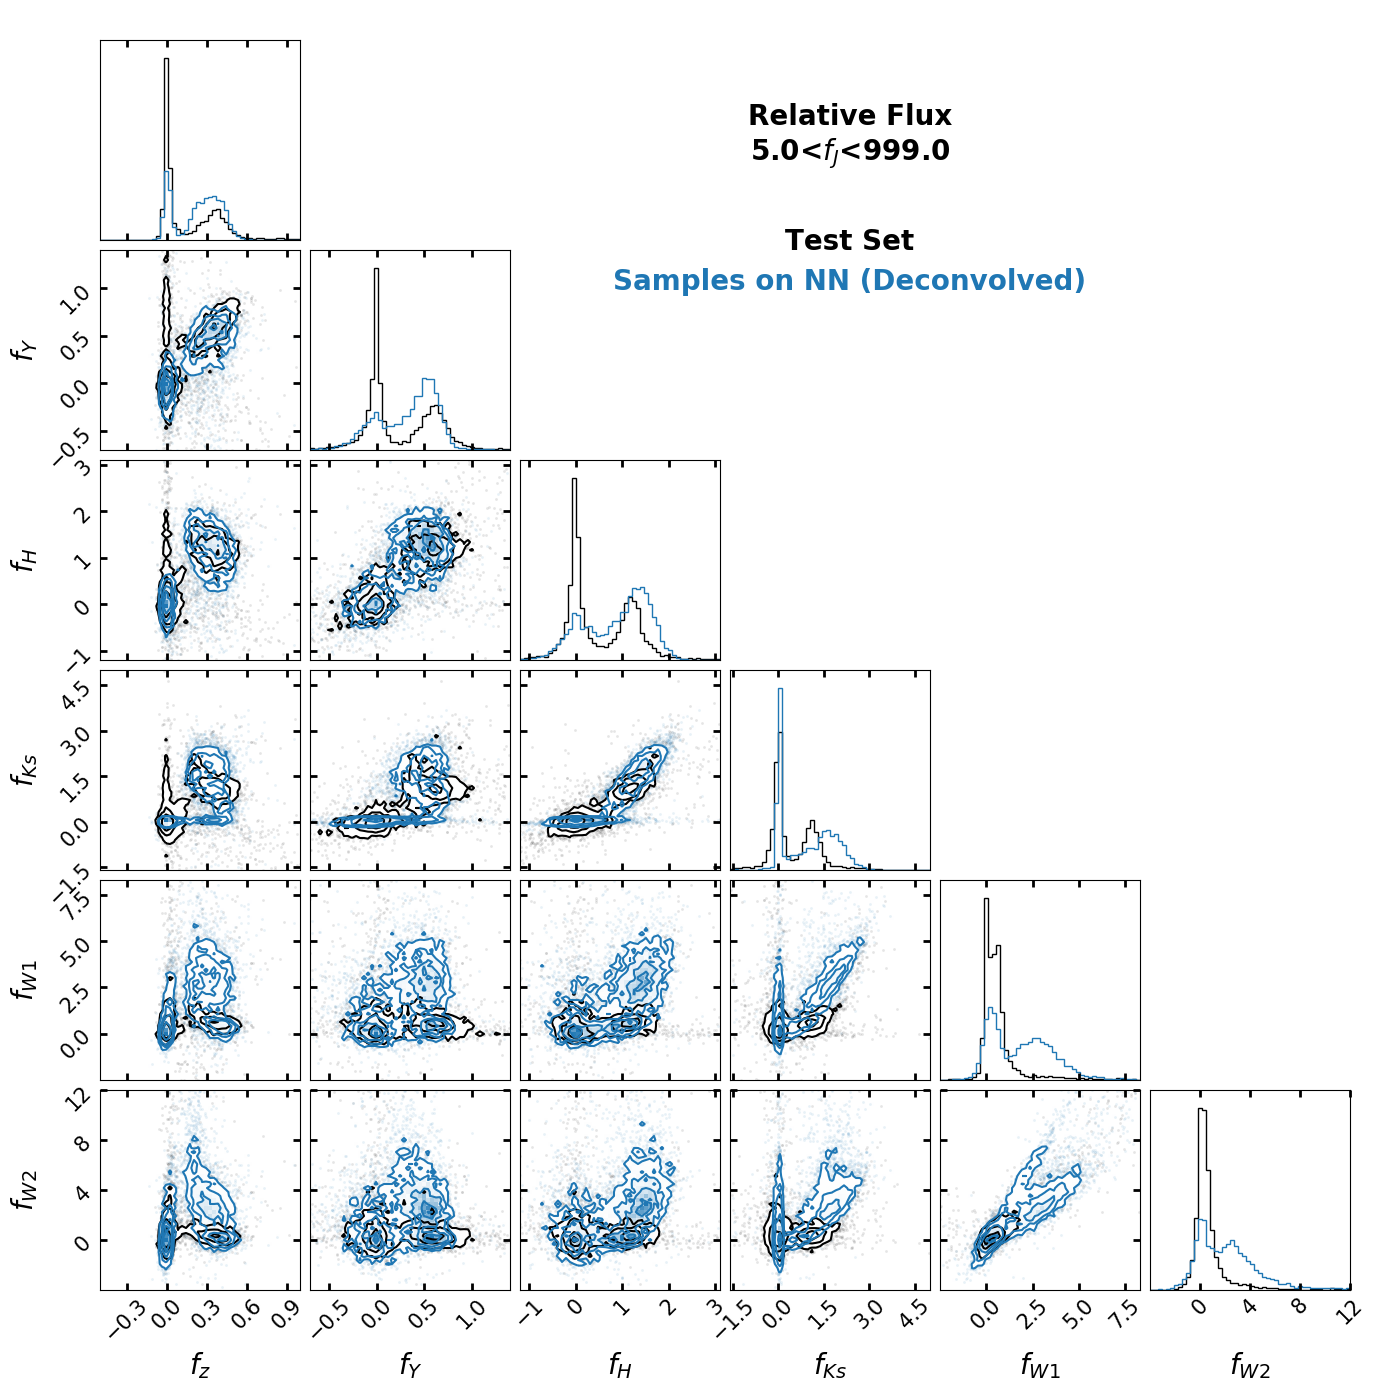 Relative Flux
5.0<f_J<999.0
Test Set
Samples on NN (Deconvolved)
f_Y
1.0
0.5
0.0
−0.5
f_H
3
2
1
0
−1
f_Ks
4.5
3.0
1.5
0.0
−1.5
f_W1
7.5
5.0
2.5
0.0
f_W2
12
8
4
0
−0.3 0.0 0.3 0.6 0.9 −0.5 0.0 0.5 1.0 −1 0 1 2 3 −1.5 0.0 1.5 3.0 4.5 0.0 2.5 5.0 7.5 0 4 8 12
f_z f_Y f_H f_Ks f_W1 f_W2